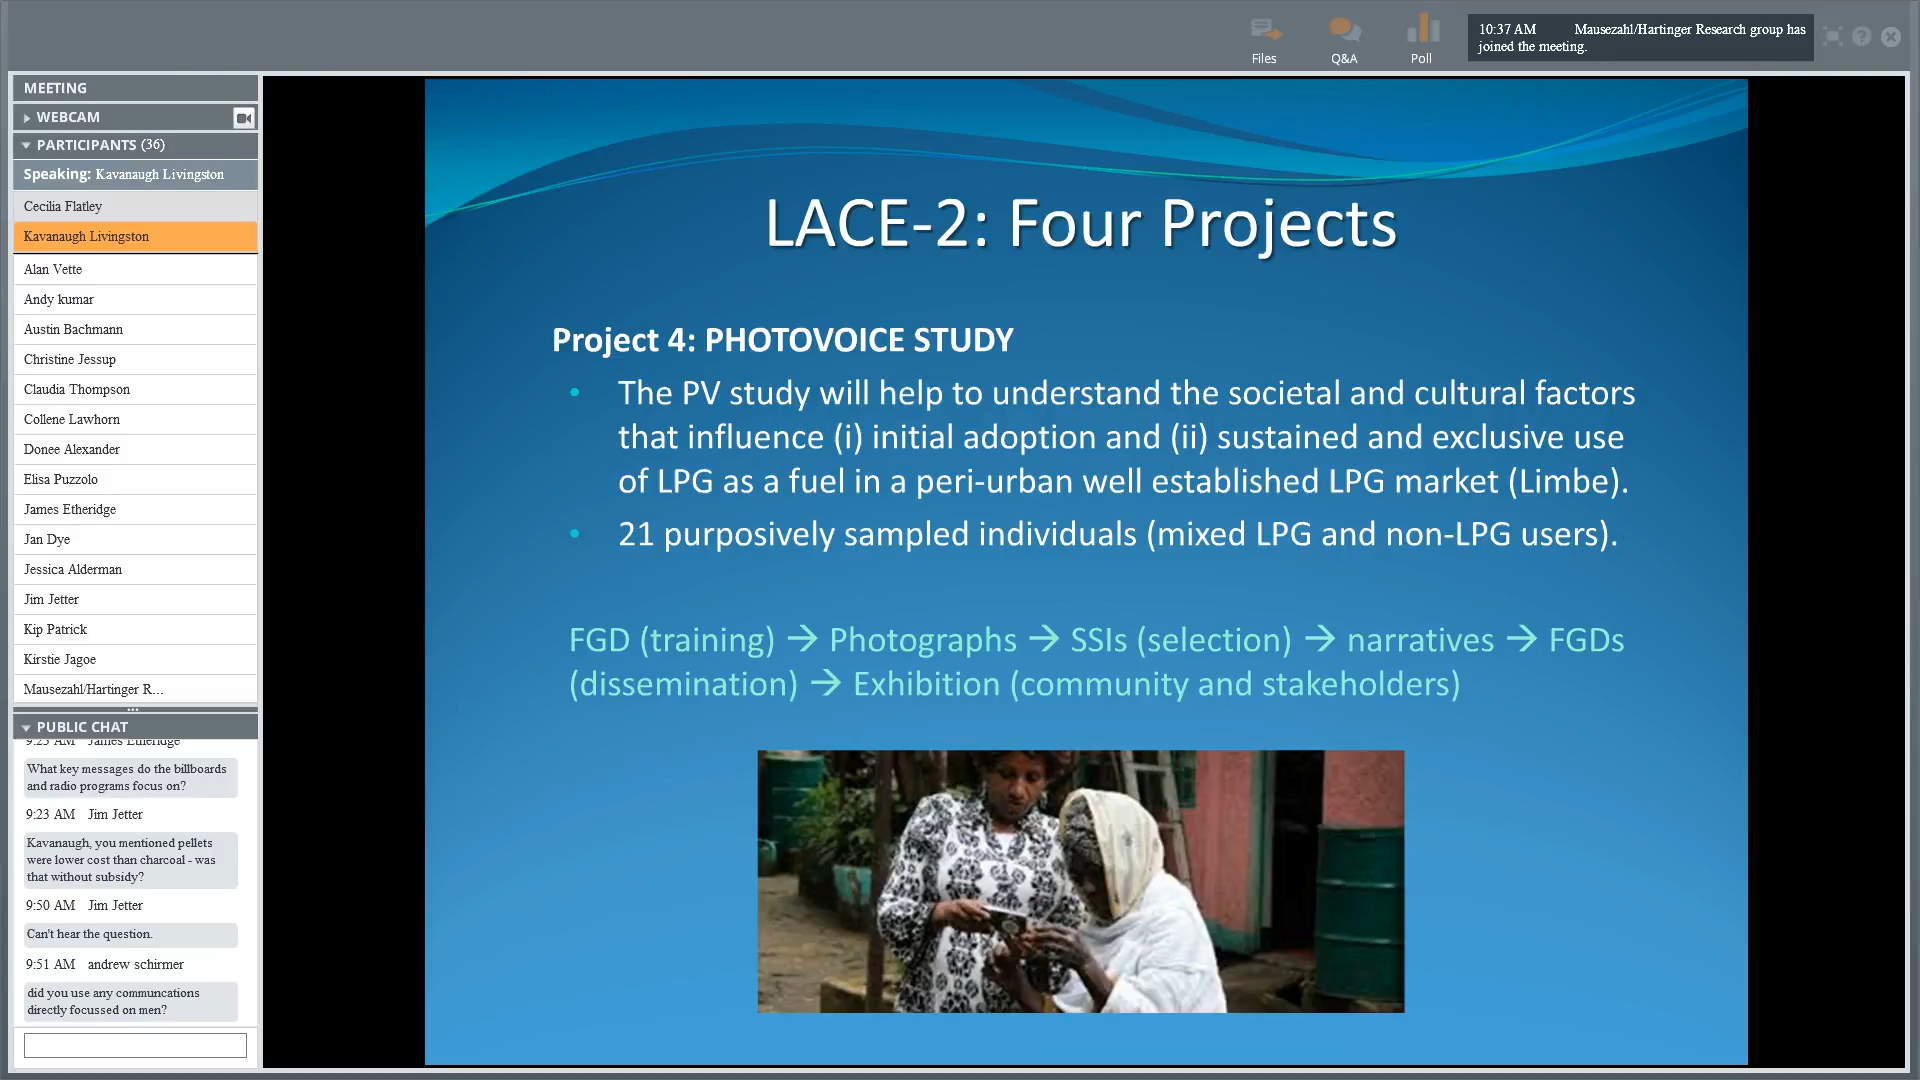 Files
Q&A
Poll
10:37 AM Mausezahl/Hartinger Research group has
joined the meeting.
MEETING
WEBCAM
PARTICIPANTS (36)
Speaking: Kavanaugh Livingston
Cecilia Flatley
Kavanaugh Livingston
Alan Vette
Andy kumar
Austin Bachmann
Christine Jessup
Claudia Thompson
Collene Lawhorn
Donee Alexander
Elisa Puzzolo
James Etheridge
Jan Dye
Jessica Alderman
Jim Jetter
Kip Patrick
Kirstie Jagoe
Mausezahl/Hartinger R...
PUBLIC CHAT
9:23 AM James Etheridge
What key messages do the billboards
and radio programs focus on?
9:23 AM Jim Jetter
Kavanaugh, you mentioned pellets
were lower cost than charcoal - was
that without subsidy?
9:50 AM Jim Jetter
Can't hear the question.
9:51 AM andrew schirmer
did you use any communcations
directly focussed on men?
LACE-2: Four Projects
Project 4: PHOTOVOICE STUDY
• The PV study will help to understand the societal and cultural factors
that influence (i) initial adoption and (ii) sustained and exclusive use
of LPG as a fuel in a peri-urban well established LPG market (Limbe).
• 21 purposively sampled individuals (mixed LPG and non-LPG users).
FGD (training) → Photographs → SSIs (selection) → narratives → FGDs
(dissemination) → Exhibition (community and stakeholders)